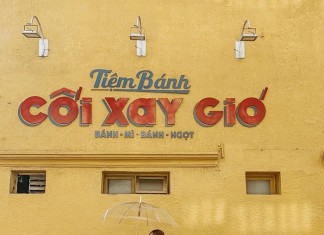 Tiệm Bánh
CỐI XAY GIÓ
BÁNH · MÌ · BÁNH · NGỌT